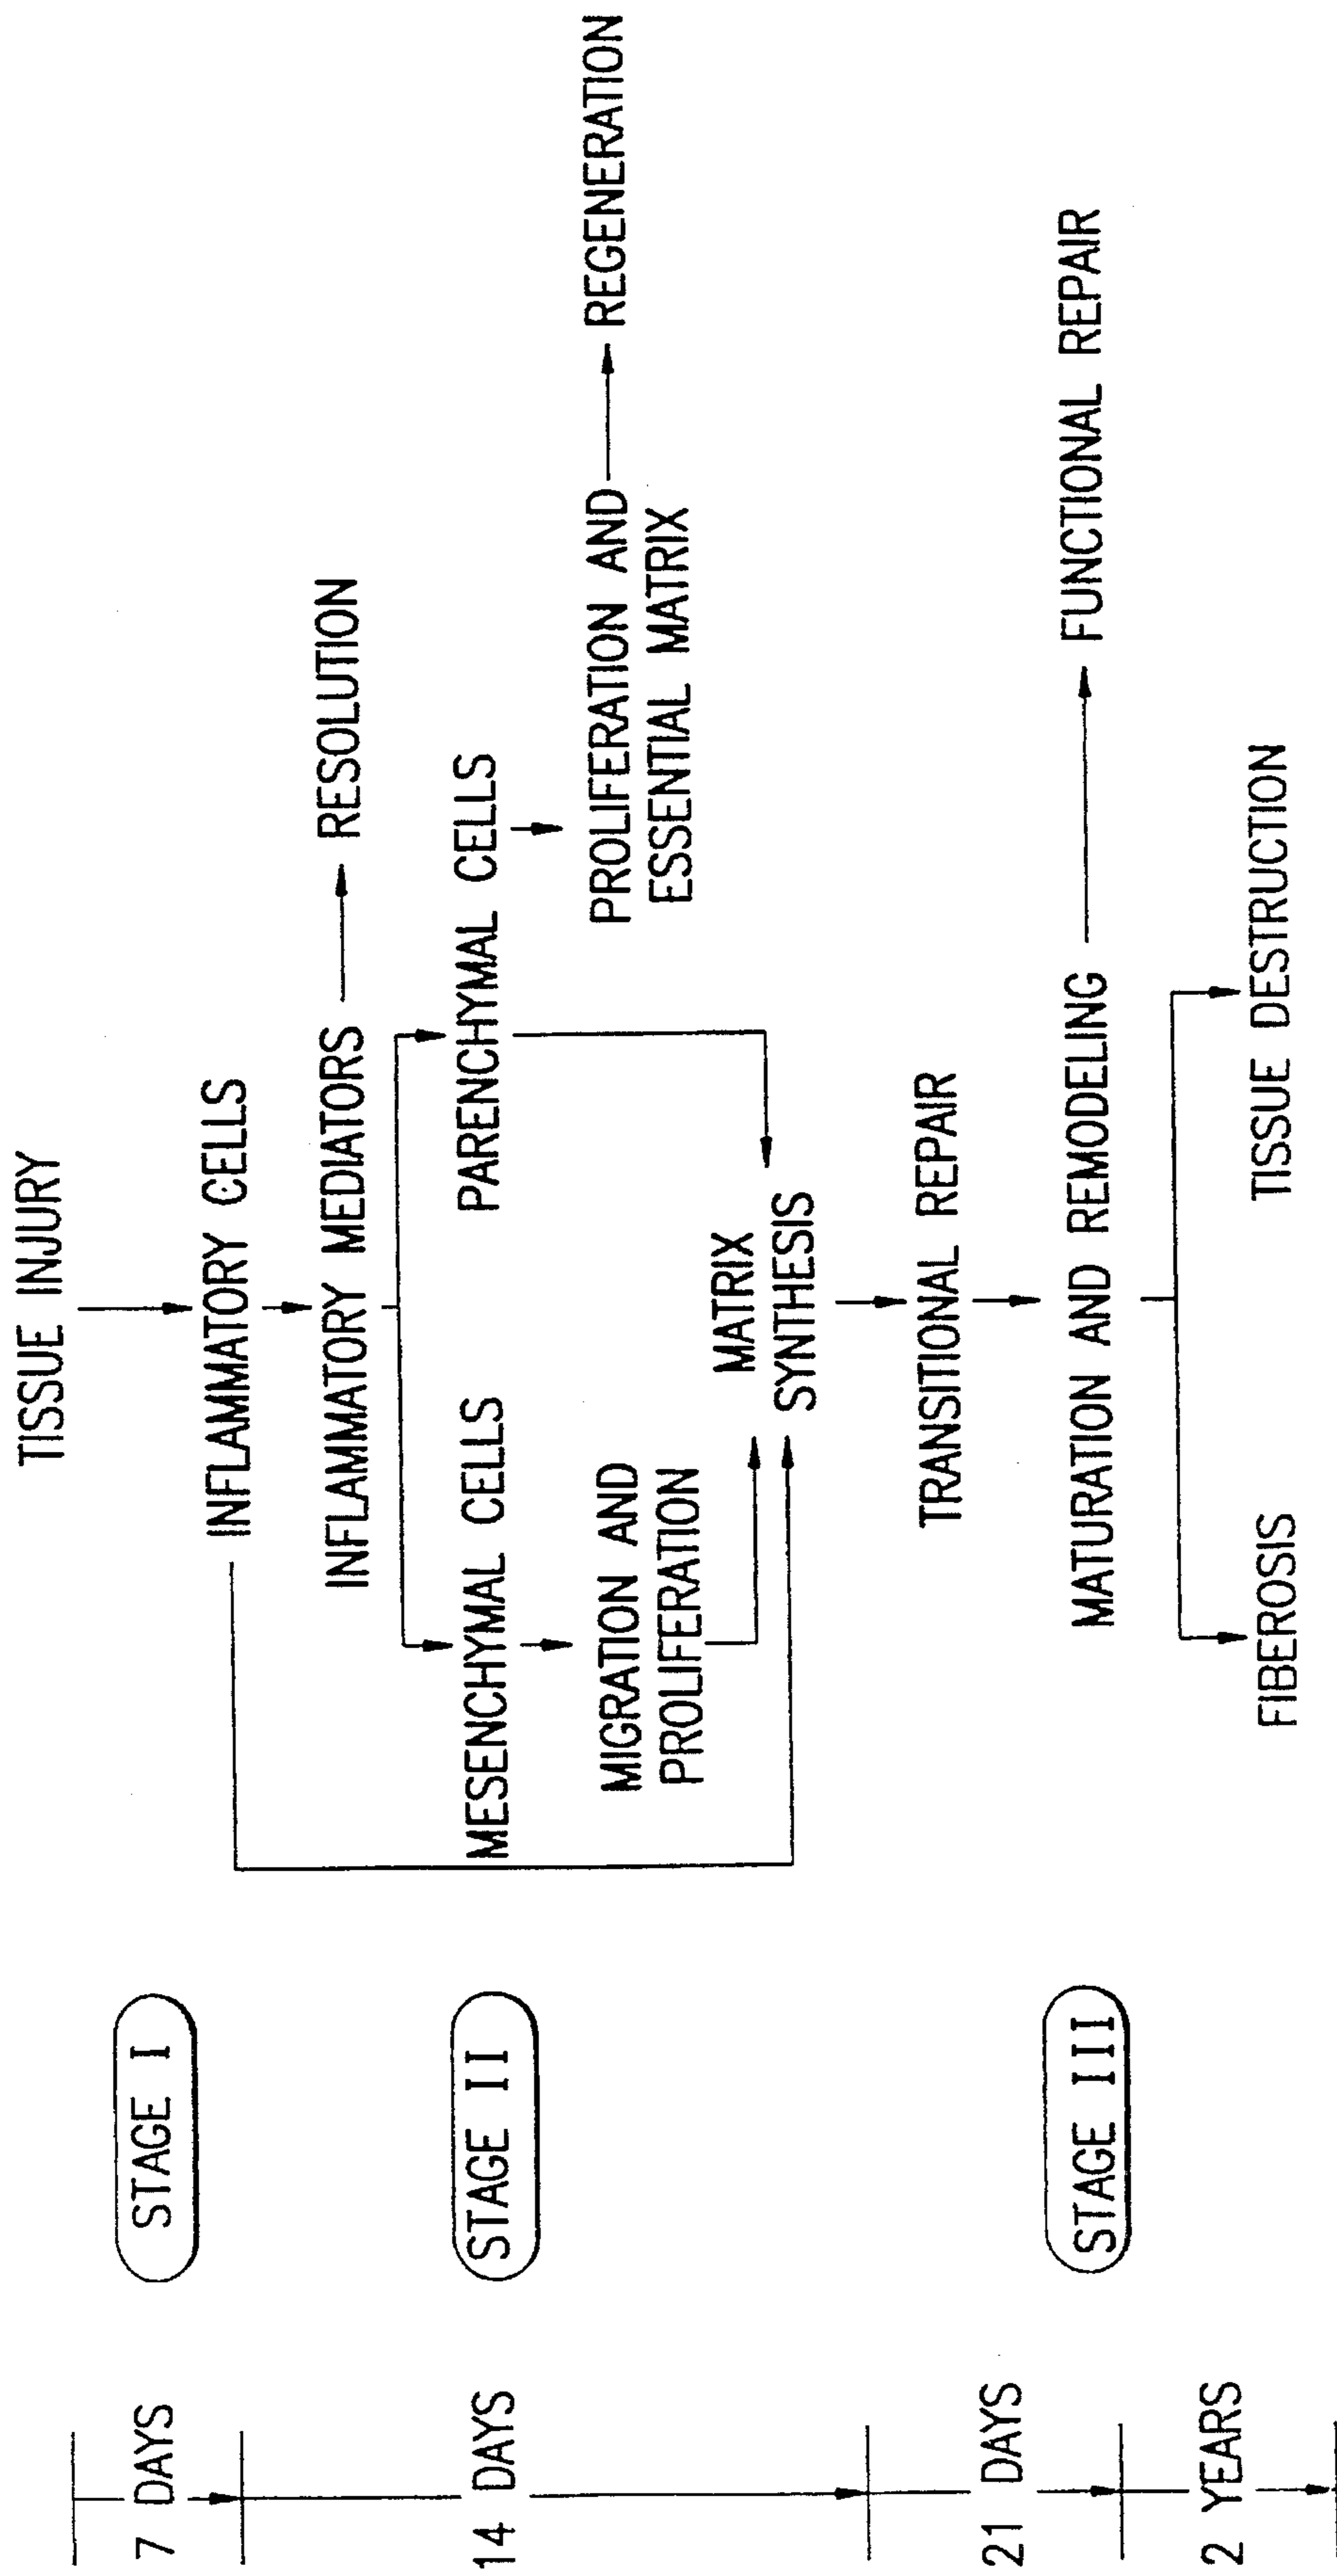 TISSUE INJURY
7 DAYS
STAGE I
INFLAMMATORY CELLS
INFLAMMATORY MEDIATORS
RESOLUTION
14 DAYS
STAGE II
MESENCHYMAL CELLS
PARENCHYMAL CELLS
MIGRATION AND
PROLIFERATION
PROLIFERATION AND
ESSENTIAL MATRIX
REGENERATION
MATRIX
SYNTHESIS
TRANSITIONAL REPAIR
21 DAYS
STAGE III
MATURATION AND REMODELING
FUNCTIONAL REPAIR
2 YEARS
FIBEROSIS
TISSUE DESTRUCTION